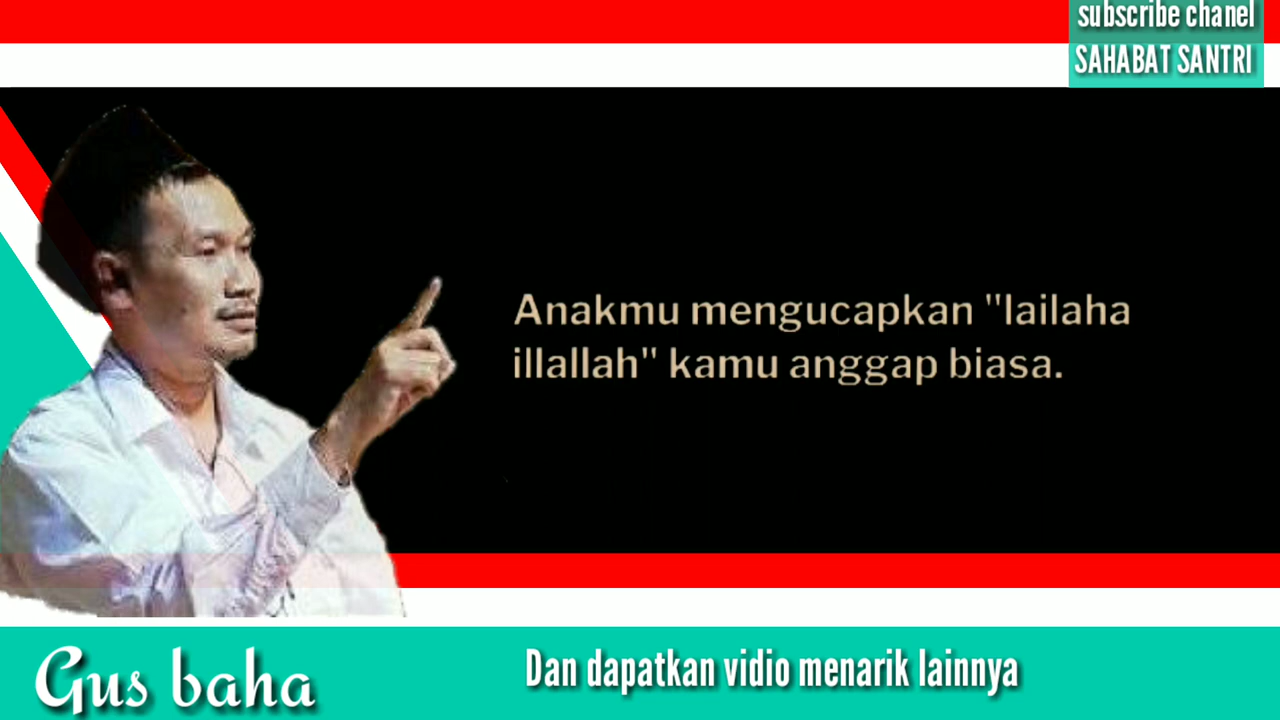 subscribe chanel
SAHABAT SANTRI
Anakmu mengucapkan "lailaha
illallah" kamu anggap biasa.
Gus baha
Dan dapatkan vidio menarik lainnya